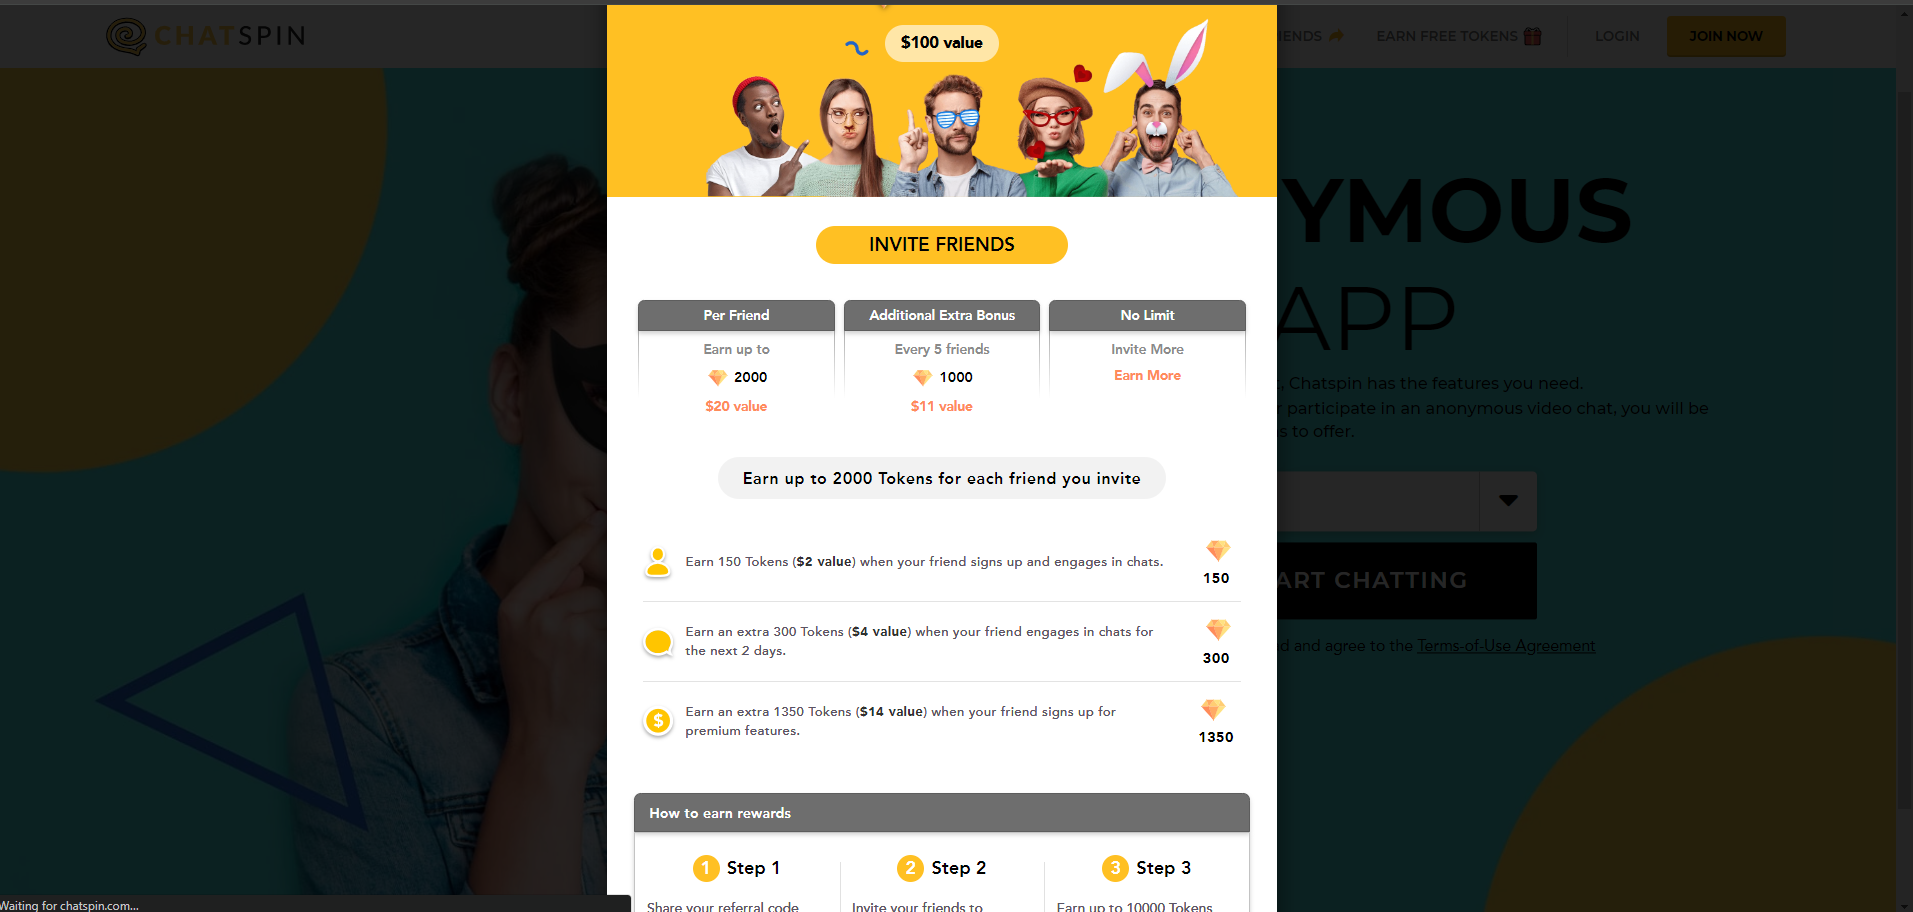 CHATSPIN
IENDS
EARN FREE TOKENS
LOGIN
JOIN NOW
$100 value
INVITE FRIENDS
YMOUS
APP
Per Friend
Earn up to
2000
$20 value
Additional Extra Bonus
Every 5 friends
1000
$11 value
No Limit
Invite More
Earn More
, Chatspin has the features you need.
r participate in an anonymous video chat, you will be
s to offer.
Earn up to 2000 Tokens for each friend you invite
Earn 150 Tokens ($2 value) when your friend signs up and engages in chats.
150
ART CHATTING
Earn an extra 300 Tokens ($4 value) when your friend engages in chats for
the next 2 days.
300
d and agree to the Terms-of-Use Agreement
$
Earn an extra 1350 Tokens ($14 value) when your friend signs up for
premium features.
1350
How to earn rewards
1 Step 1
Share your referral code
2 Step 2
Invite your friends to
3 Step 3
Earn up to 10000 Tokens
Waiting for chatspin.com...